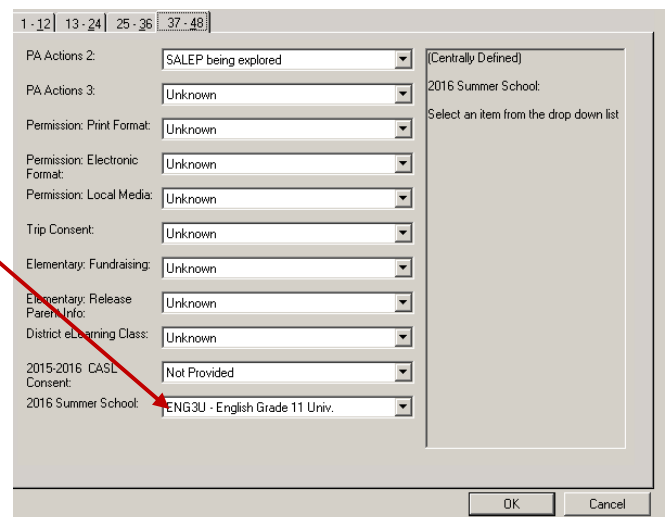 1 - 12 13 - 24 25 - 36 37 - 48
PA Actions 2: SALEP being explored
(Centrally Defined)
PA Actions 3: Unknown
2016 Summer School:
Select an item from the drop down list
Permission: Print Format: Unknown
Permission: Electronic
Format: Unknown
Permission: Local Media: Unknown
Trip Consent: Unknown
Elementary: Fundraising: Unknown
Elementary: Release
Parent Info: Unknown
District eLearning Class: Unknown
2015-2016 CASL
Consent: Not Provided
2016 Summer School: ENG3U - English Grade 11 Univ.
OK Cancel